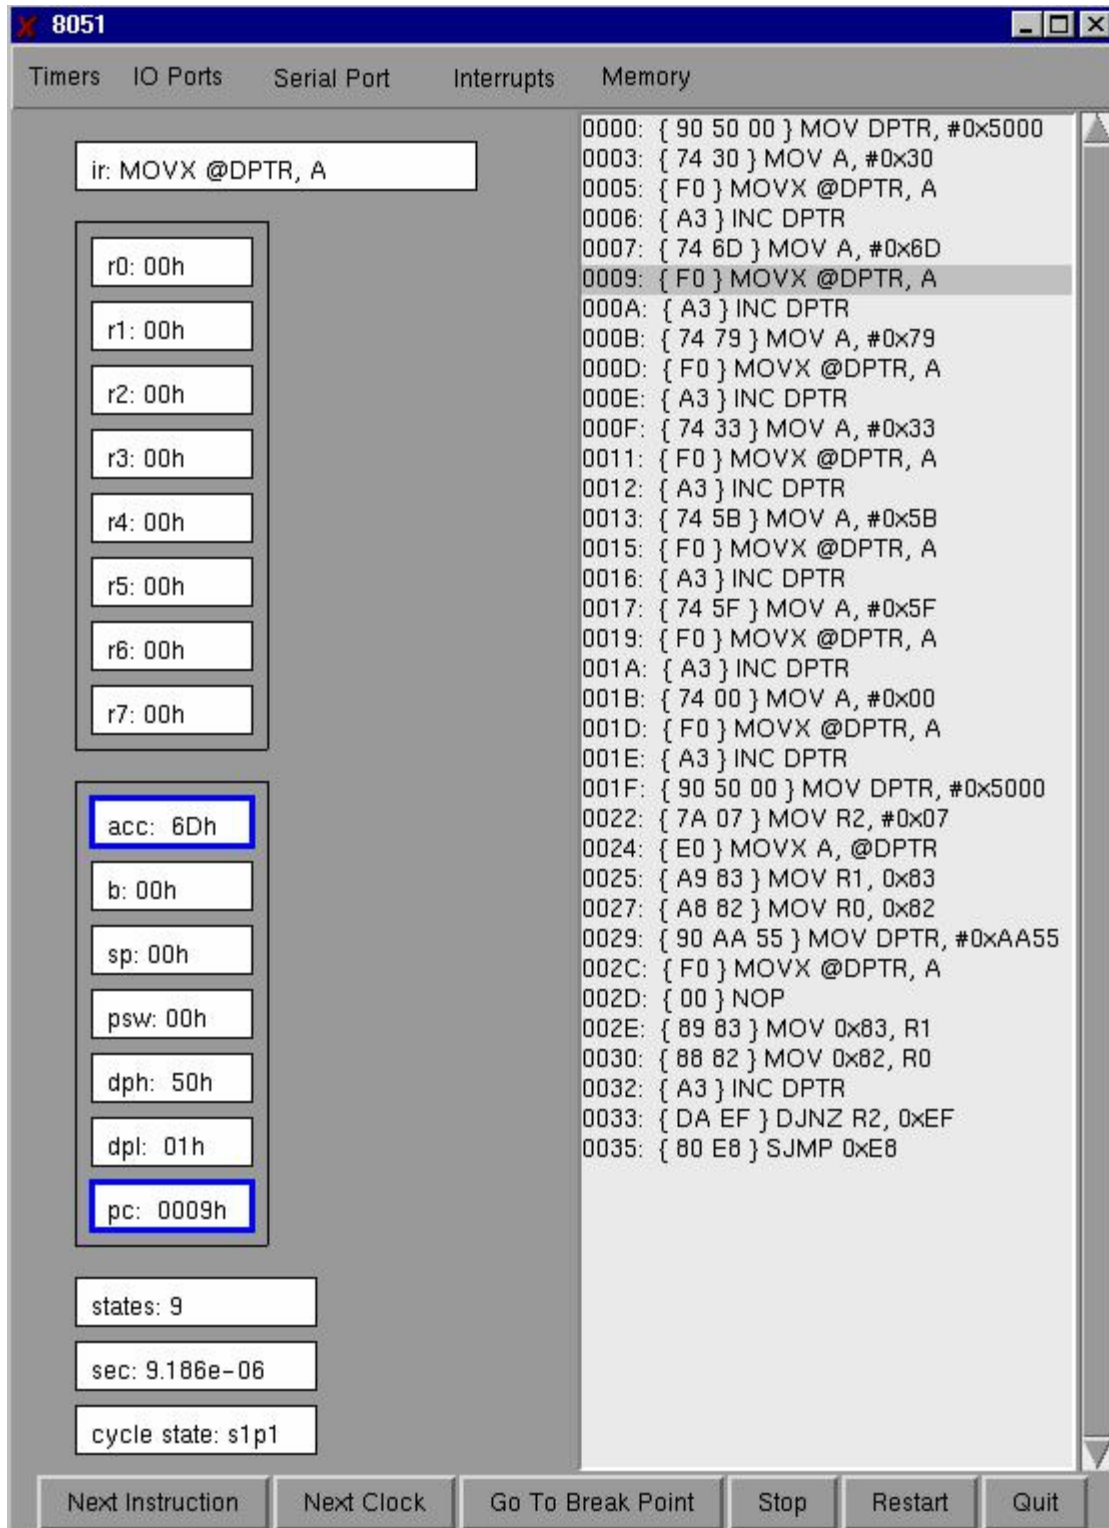 8051
Timers IO Ports Serial Port Interrupts Memory
ir: MOVX @DPTR, A
r0: 00h
r1: 00h
r2: 00h
r3: 00h
r4: 00h
r5: 00h
r6: 00h
r7: 00h
acc: 6Dh
b: 00h
sp: 00h
psw: 00h
dph: 50h
dpl: 01h
pc: 0009h
states: 9
sec: 9.186e-06
cycle state: s1p1
0000: { 90 50 00 } MOV DPTR, #0x5000
0003: { 74 30 } MOV A, #0x30
0005: { F0 } MOVX @DPTR, A
0006: { A3 } INC DPTR
0007: { 74 6D } MOV A, #0x6D
0009: { F0 } MOVX @DPTR, A
000A: { A3 } INC DPTR
000B: { 74 79 } MOV A, #0x79
000D: { F0 } MOVX @DPTR, A
000E: { A3 } INC DPTR
000F: { 74 33 } MOV A, #0x33
0011: { F0 } MOVX @DPTR, A
0012: { A3 } INC DPTR
0013: { 74 5B } MOV A, #0x5B
0015: { F0 } MOVX @DPTR, A
0016: { A3 } INC DPTR
0017: { 74 5F } MOV A, #0x5F
0019: { F0 } MOVX @DPTR, A
001A: { A3 } INC DPTR
001B: { 74 00 } MOV A, #0x00
001D: { F0 } MOVX @DPTR, A
001E: { A3 } INC DPTR
001F: { 90 50 00 } MOV DPTR, #0x5000
0022: { 7A 07 } MOV R2, #0x07
0024: { E0 } MOVX A, @DPTR
0025: { A9 83 } MOV R1, 0x83
0027: { A8 82 } MOV R0, 0x82
0029: { 90 AA 55 } MOV DPTR, #0xAA55
002C: { F0 } MOVX @DPTR, A
002D: { 00 } NOP
002E: { 89 83 } MOV 0x83, R1
0030: { 88 82 } MOV 0x82, R0
0032: { A3 } INC DPTR
0033: { DA EF } DJNZ R2, 0xEF
0035: { 80 E8 } SJMP 0xE8
Next Instruction Next Clock Go To Break Point Stop Restart Quit